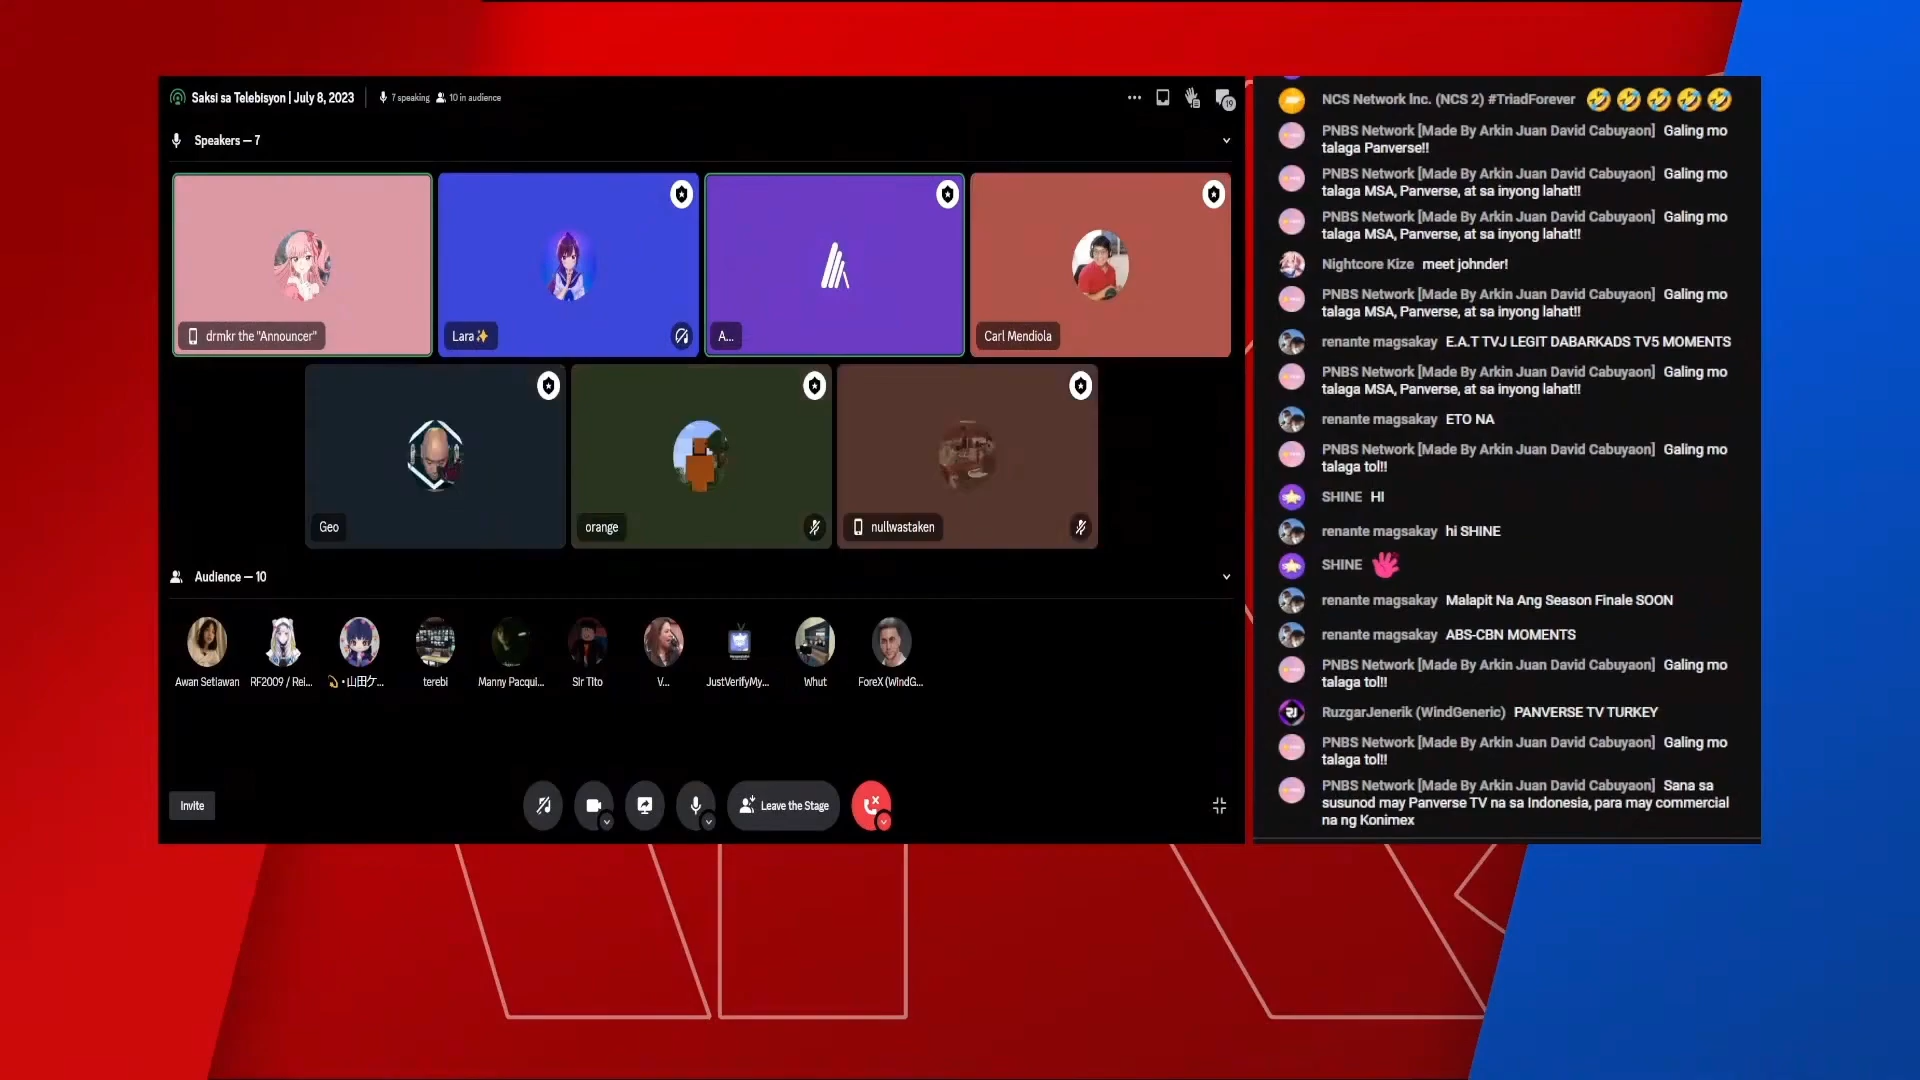 Saksi sa Telebisyon | July 8, 2023
7 speaking
10 in audience
19
Speakers — 7
drmkr the "Announcer"
Lara✨
A...
Carl Mendiola
Geo
orange
nullwastaken
Audience — 10
Awan Setiawan
RF2009 / Rei...
・山田ケ...
terebi
Manny Pacqui...
Sir Tito
V...
JustVerifyMy...
Whut
ForeX (WindG...
Invite
Leave the Stage
NCS Network Inc. (NCS 2) #TriadForever 🤣🤣🤣🤣🤣
PNBS Network [Made By Arkin Juan David Cabuyaon] Galing mo
talaga Panverse!!
PNBS Network [Made By Arkin Juan David Cabuyaon] Galing mo
talaga MSA, Panverse, at sa inyong lahat!!
PNBS Network [Made By Arkin Juan David Cabuyaon] Galing mo
talaga MSA, Panverse, at sa inyong lahat!!
Nightcore Kize meet johnder!
PNBS Network [Made By Arkin Juan David Cabuyaon] Galing mo
talaga MSA, Panverse, at sa inyong lahat!!
renante magsakay E.A.T TVJ LEGIT DABARKADS TV5 MOMENTS
PNBS Network [Made By Arkin Juan David Cabuyaon] Galing mo
talaga MSA, Panverse, at sa inyong lahat!!
renante magsakay ETO NA
PNBS Network [Made By Arkin Juan David Cabuyaon] Galing mo
talaga tol!!
SHINE HI
renante magsakay hi SHINE
SHINE
renante magsakay Malapit Na Ang Season Finale SOON
renante magsakay ABS-CBN MOMENTS
PNBS Network [Made By Arkin Juan David Cabuyaon] Galing mo
talaga tol!!
RuzgarJenerik (WindGeneric) PANVERSE TV TURKEY
PNBS Network [Made By Arkin Juan David Cabuyaon] Galing mo
talaga tol!!
PNBS Network [Made By Arkin Juan David Cabuyaon] Sana sa
susunod may Panverse TV na sa Indonesia, para may commercial
na ng Konimex